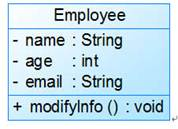 Employee
- name : String
- age : int
- email : String
+ modifyInfo () : void